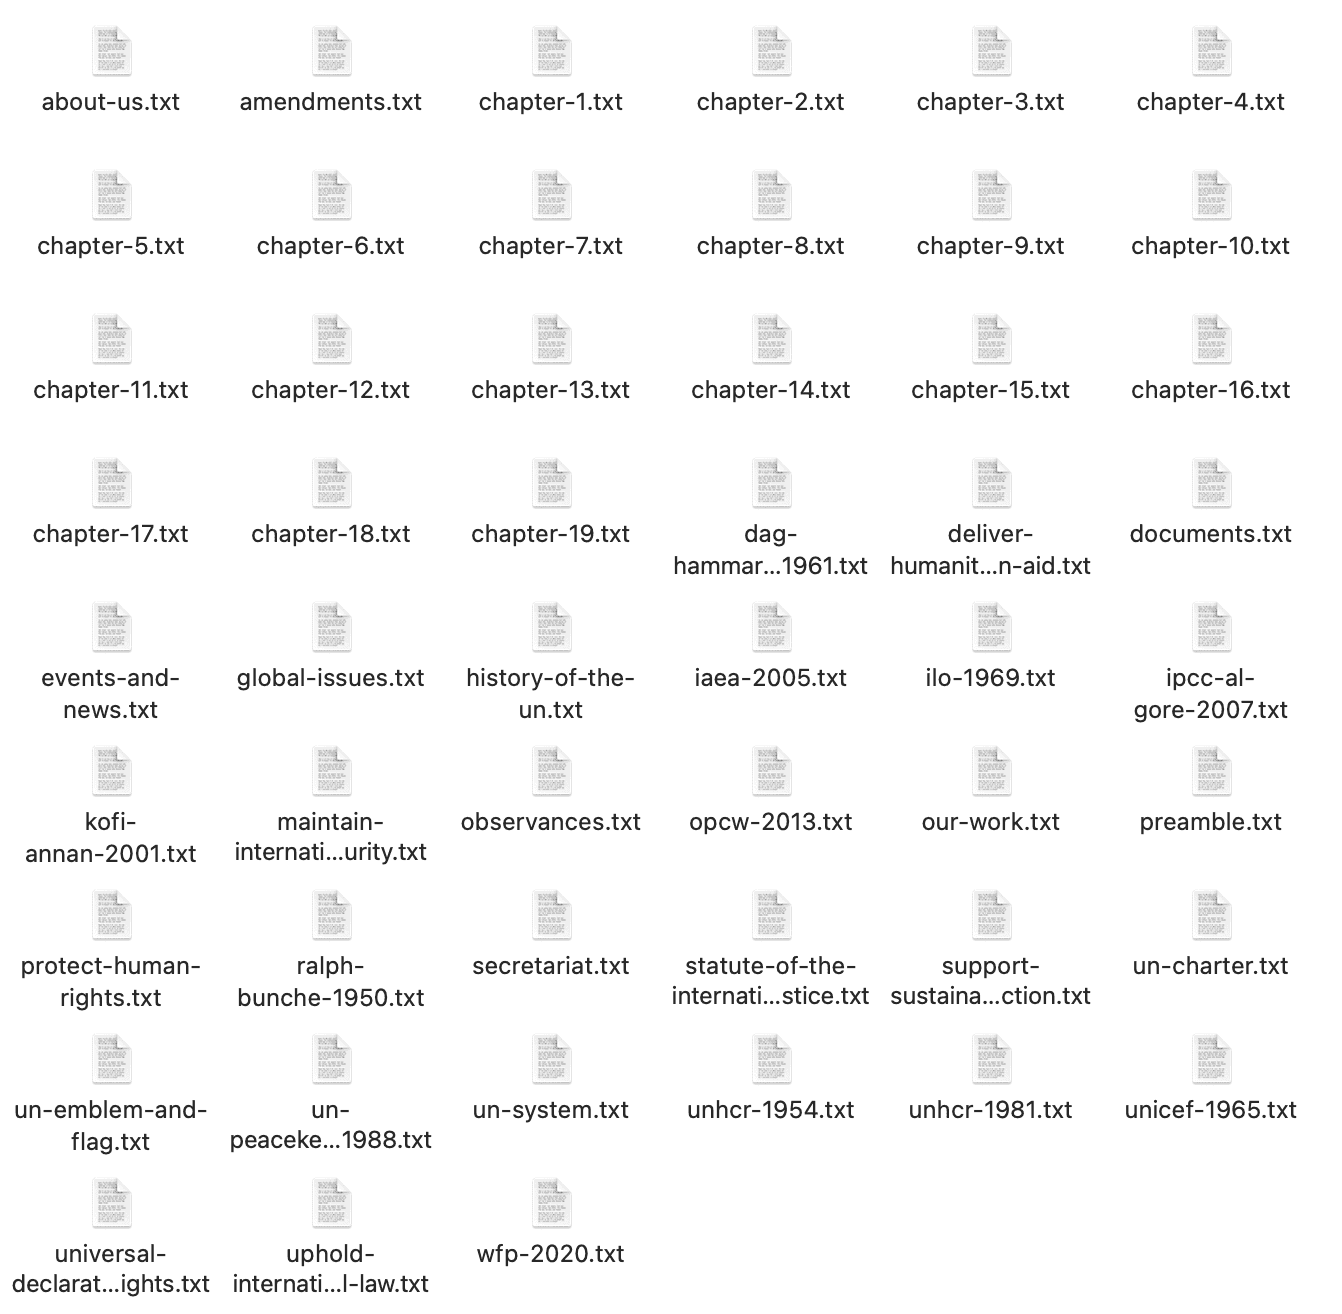 about-us.txt
amendments.txt
chapter-1.txt
chapter-2.txt
chapter-3.txt
chapter-4.txt
chapter-5.txt
chapter-6.txt
chapter-7.txt
chapter-8.txt
chapter-9.txt
chapter-10.txt
chapter-11.txt
chapter-12.txt
chapter-13.txt
chapter-14.txt
chapter-15.txt
chapter-16.txt
chapter-17.txt
chapter-18.txt
chapter-19.txt
dag-
hammar...1961.txt
deliver-
humanit...n-aid.txt
documents.txt
events-and-
news.txt
global-issues.txt
history-of-the-
un.txt
iaea-2005.txt
ilo-1969.txt
ipcc-al-
gore-2007.txt
kofi-
annan-2001.txt
maintain-
internati...urity.txt
observances.txt
opcw-2013.txt
our-work.txt
preamble.txt
protect-human-
rights.txt
ralph-
bunche-1950.txt
secretariat.txt
statute-of-the-
internati...stice.txt
support-
sustaina...ction.txt
un-charter.txt
un-emblem-and-
flag.txt
un-
peaceke...1988.txt
un-system.txt
unhcr-1954.txt
unhcr-1981.txt
unicef-1965.txt
universal-
declarat...ights.txt
uphold-
internati...l-law.txt
wfp-2020.txt